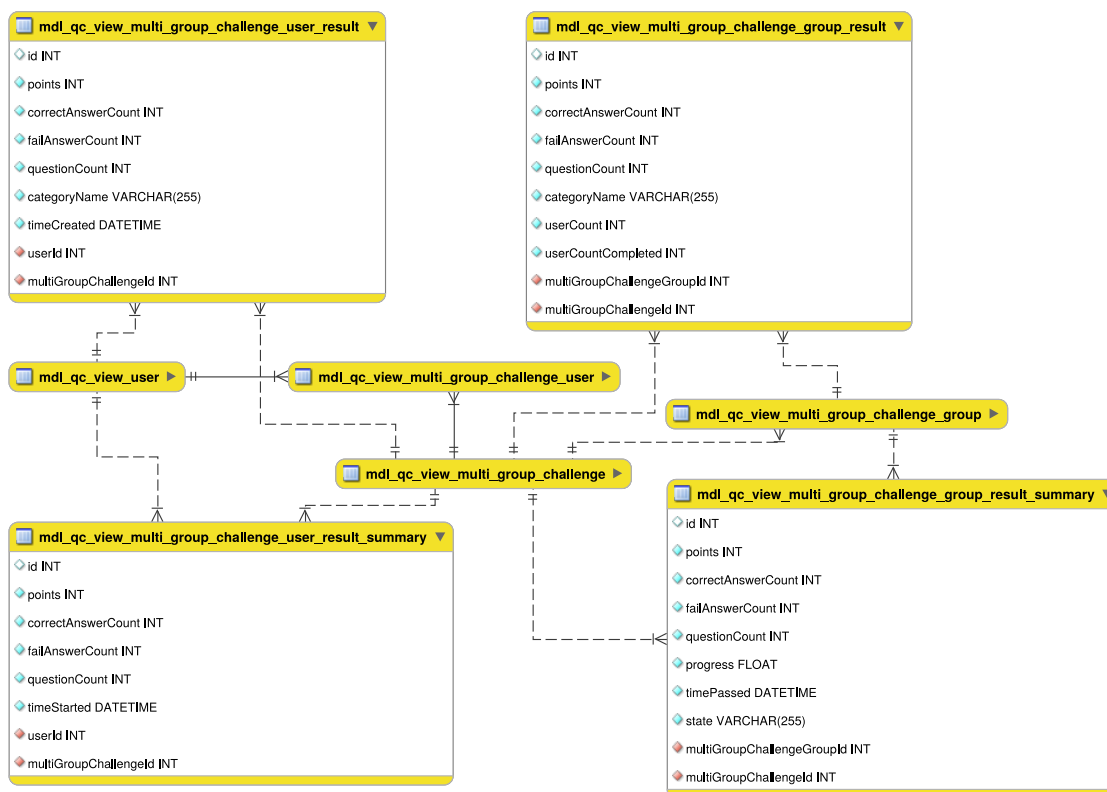 mdl_qc_view_multi_group_challenge_user_result
id INT
points INT
correctAnswerCount INT
failAnswerCount INT
questionCount INT
categoryName VARCHAR(255)
timeCreated DATETIME
userId INT
multiGroupChallengeId INT
mdl_qc_view_multi_group_challenge_group_result
id INT
points INT
correctAnswerCount INT
failAnswerCount INT
questionCount INT
categoryName VARCHAR(255)
userCount INT
userCountCompleted INT
multiGroupChallengeGroupId INT
multiGroupChallengeId INT
mdl_qc_view_user
mdl_qc_view_multi_group_challenge_user
mdl_qc_view_multi_group_challenge_group
mdl_qc_view_multi_group_challenge
mdl_qc_view_multi_group_challenge_user_result_summary
id INT
points INT
correctAnswerCount INT
failAnswerCount INT
questionCount INT
timeStarted DATETIME
userId INT
multiGroupChallengeId INT
mdl_qc_view_multi_group_challenge_group_result_summary
id INT
points INT
correctAnswerCount INT
failAnswerCount INT
questionCount INT
progress FLOAT
timePassed DATETIME
state VARCHAR(255)
multiGroupChallengeGroupId INT
multiGroupChallengeId INT